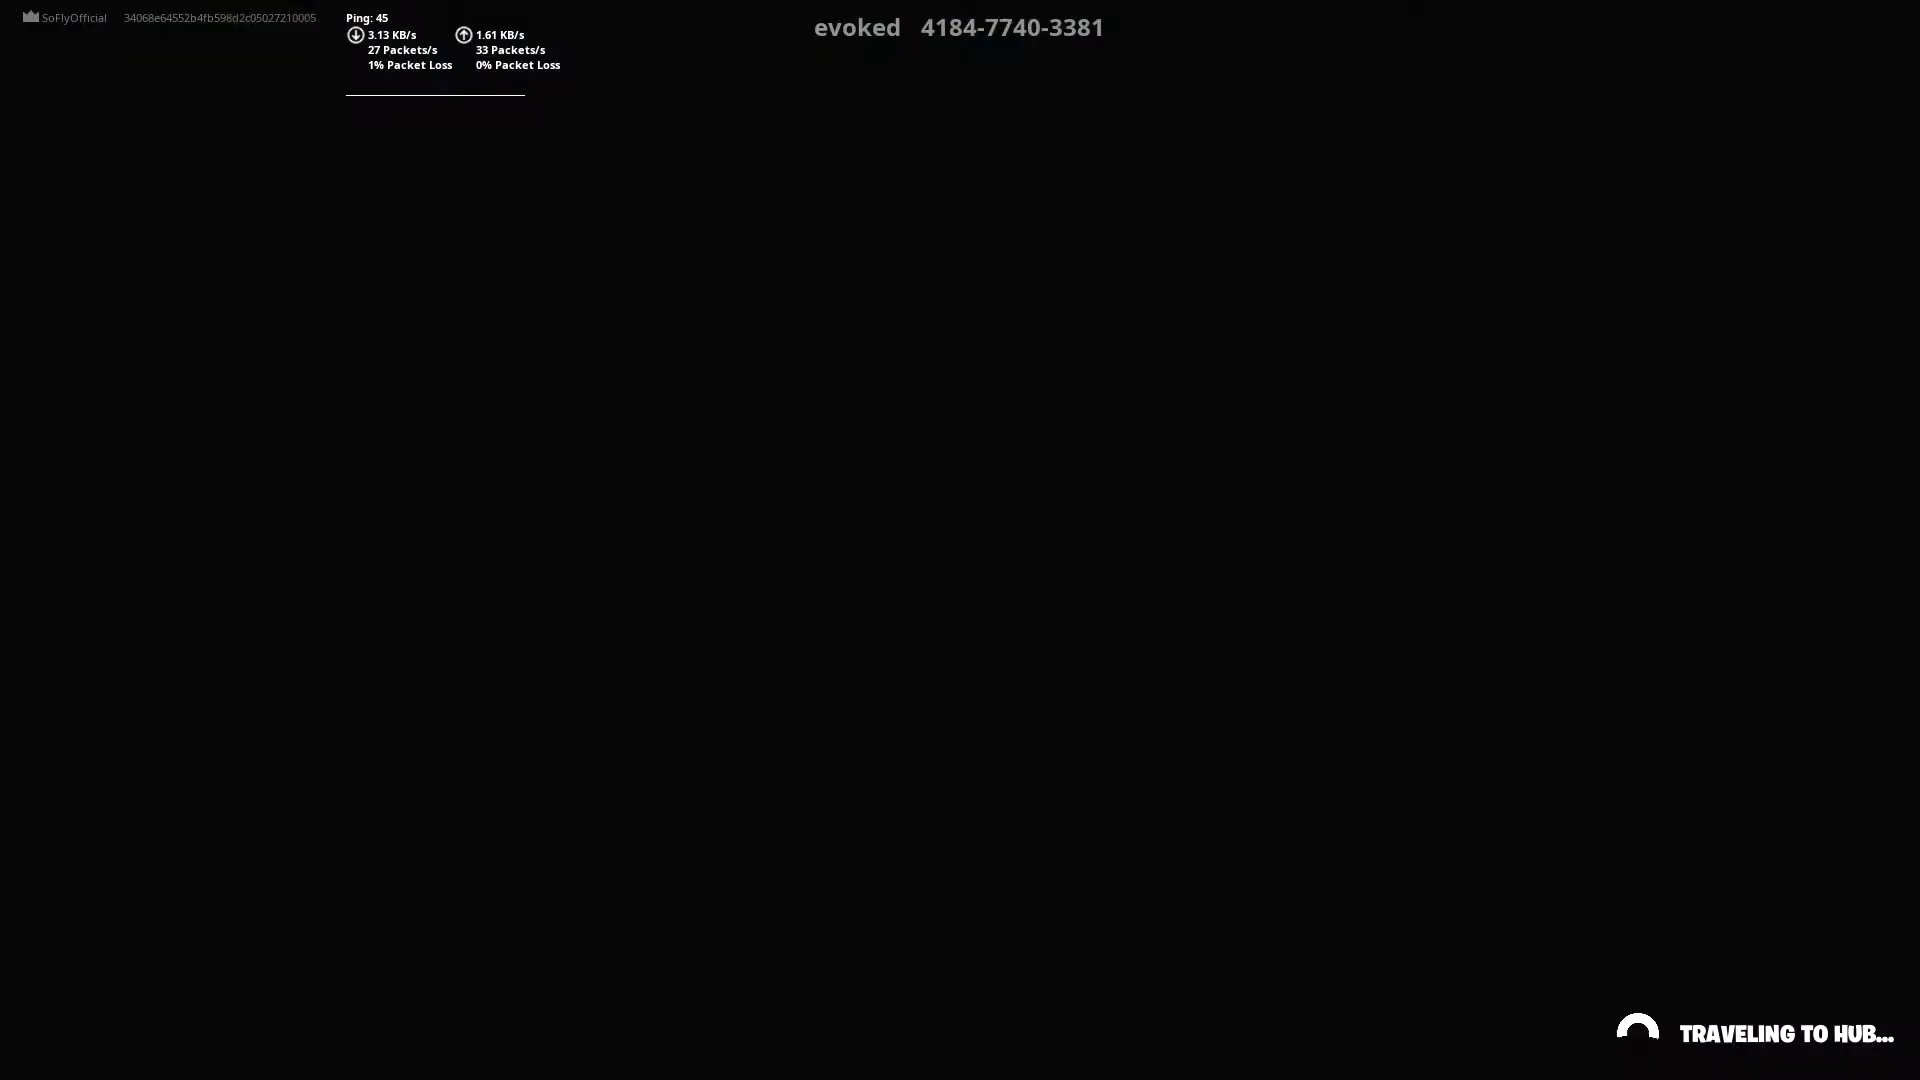 SoFlyOfficial 34068e64552b4fb598d2c05027210005
Ping: 45
3.13 KB/s 1.61 KB/s
27 Packets/s 33 Packets/s
1% Packet Loss 0% Packet Loss
evoked 4184-7740-3381
TRAVELING TO HUB...